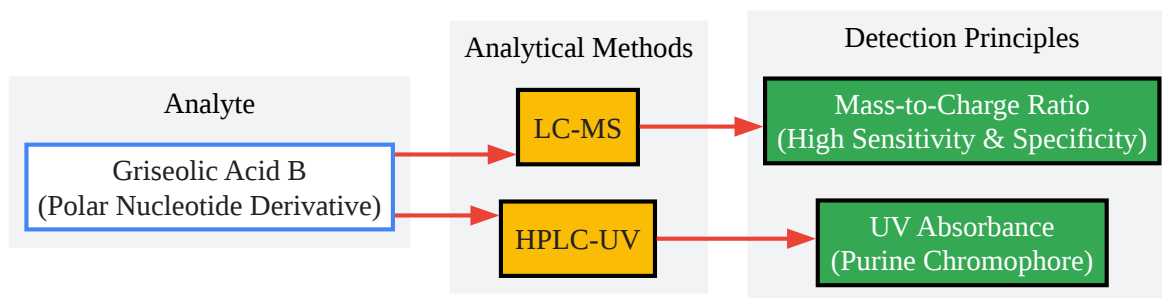 Analyte
Griseolic Acid B
(Polar Nucleotide Derivative)
Analytical Methods
LC-MS
HPLC-UV
Detection Principles
Mass-to-Charge Ratio
(High Sensitivity & Specificity)
UV Absorbance
(Purine Chromophore)